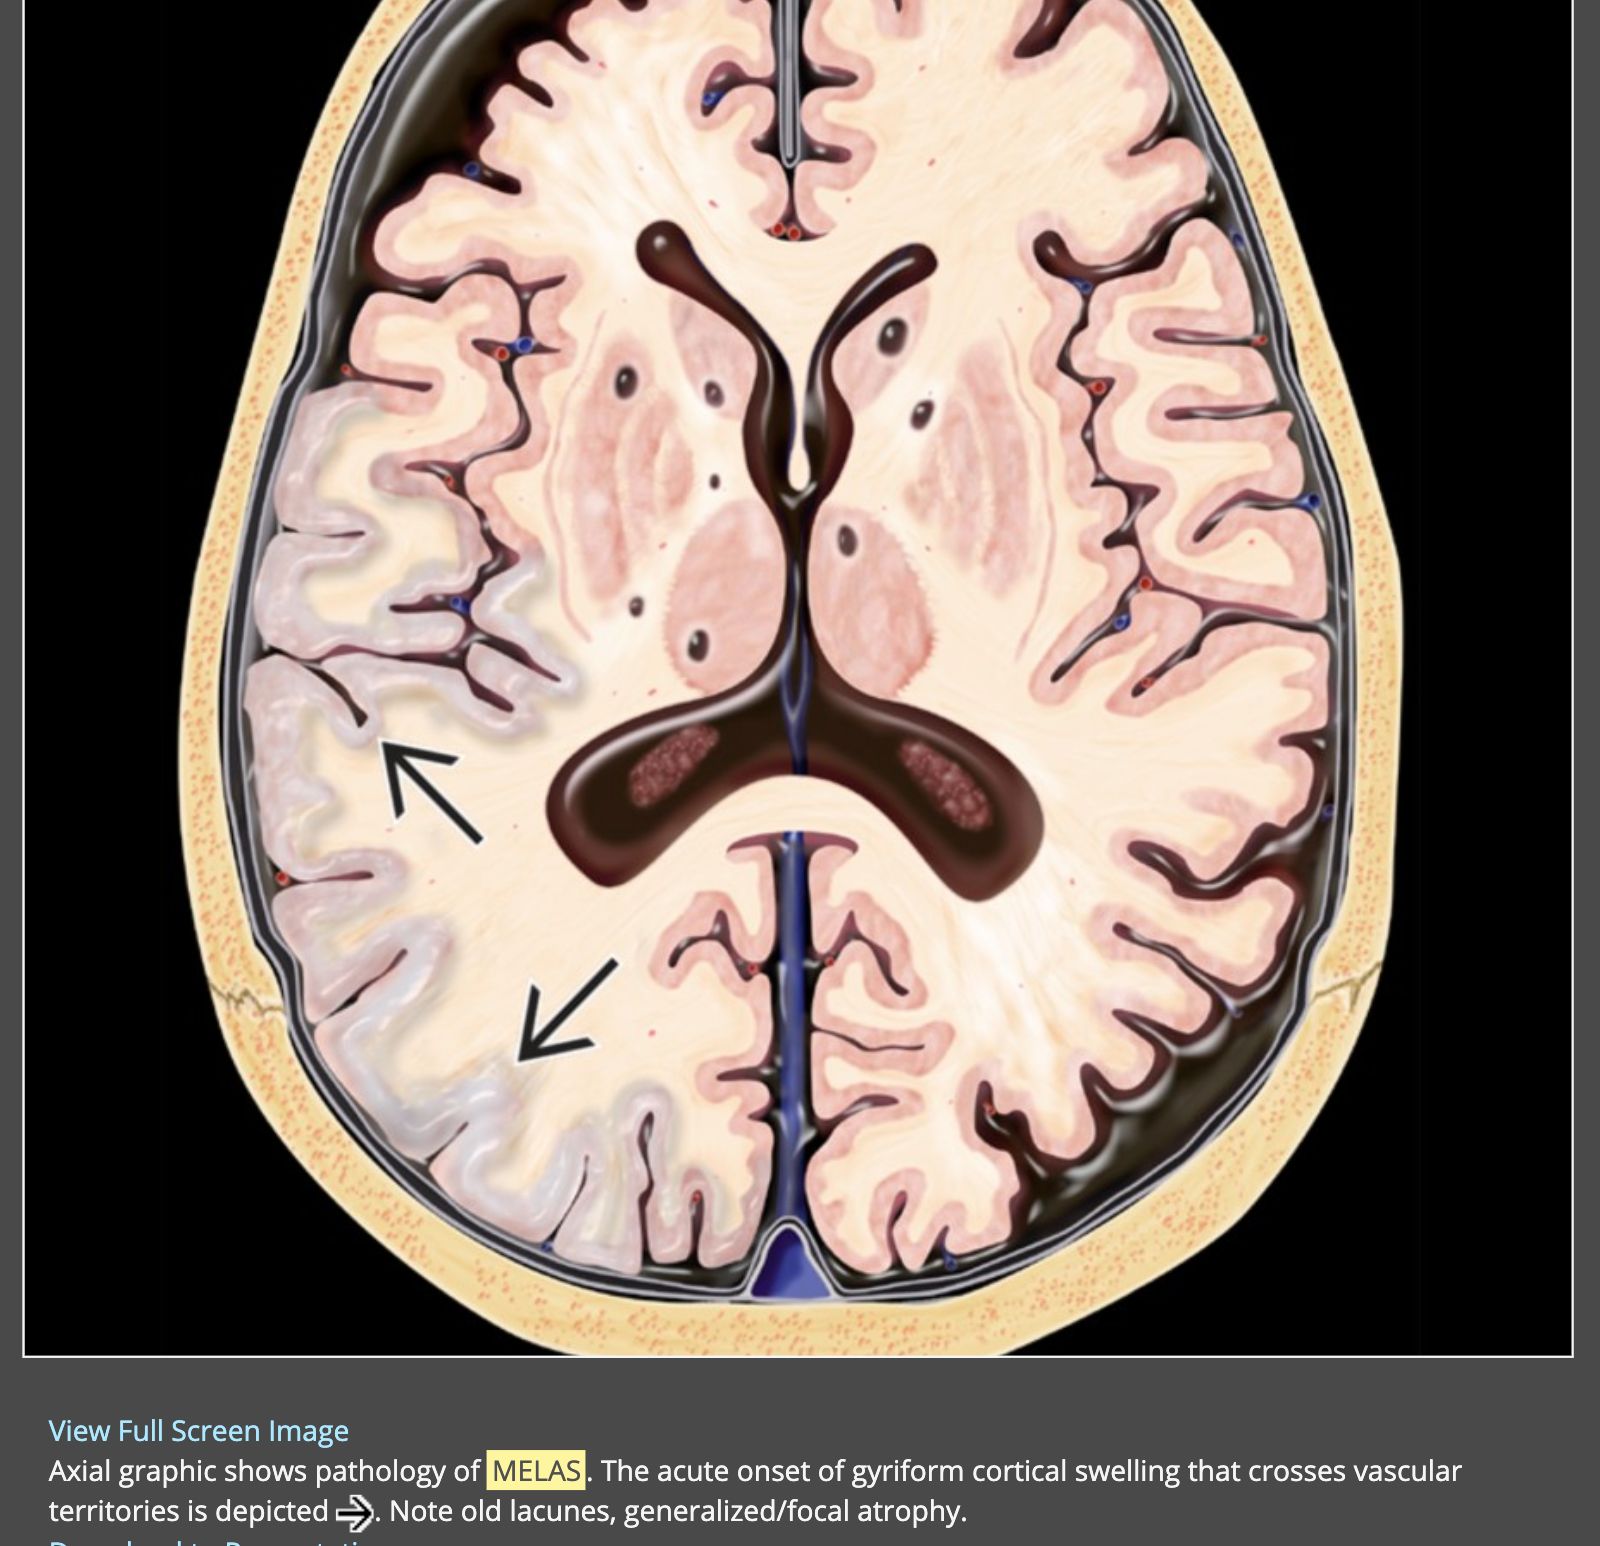 View Full Screen Image
Axial graphic shows pathology of MELAS. The acute onset of gyriform cortical swelling that crosses vascular
territories is depicted . Note old lacunes, generalized/focal atrophy.